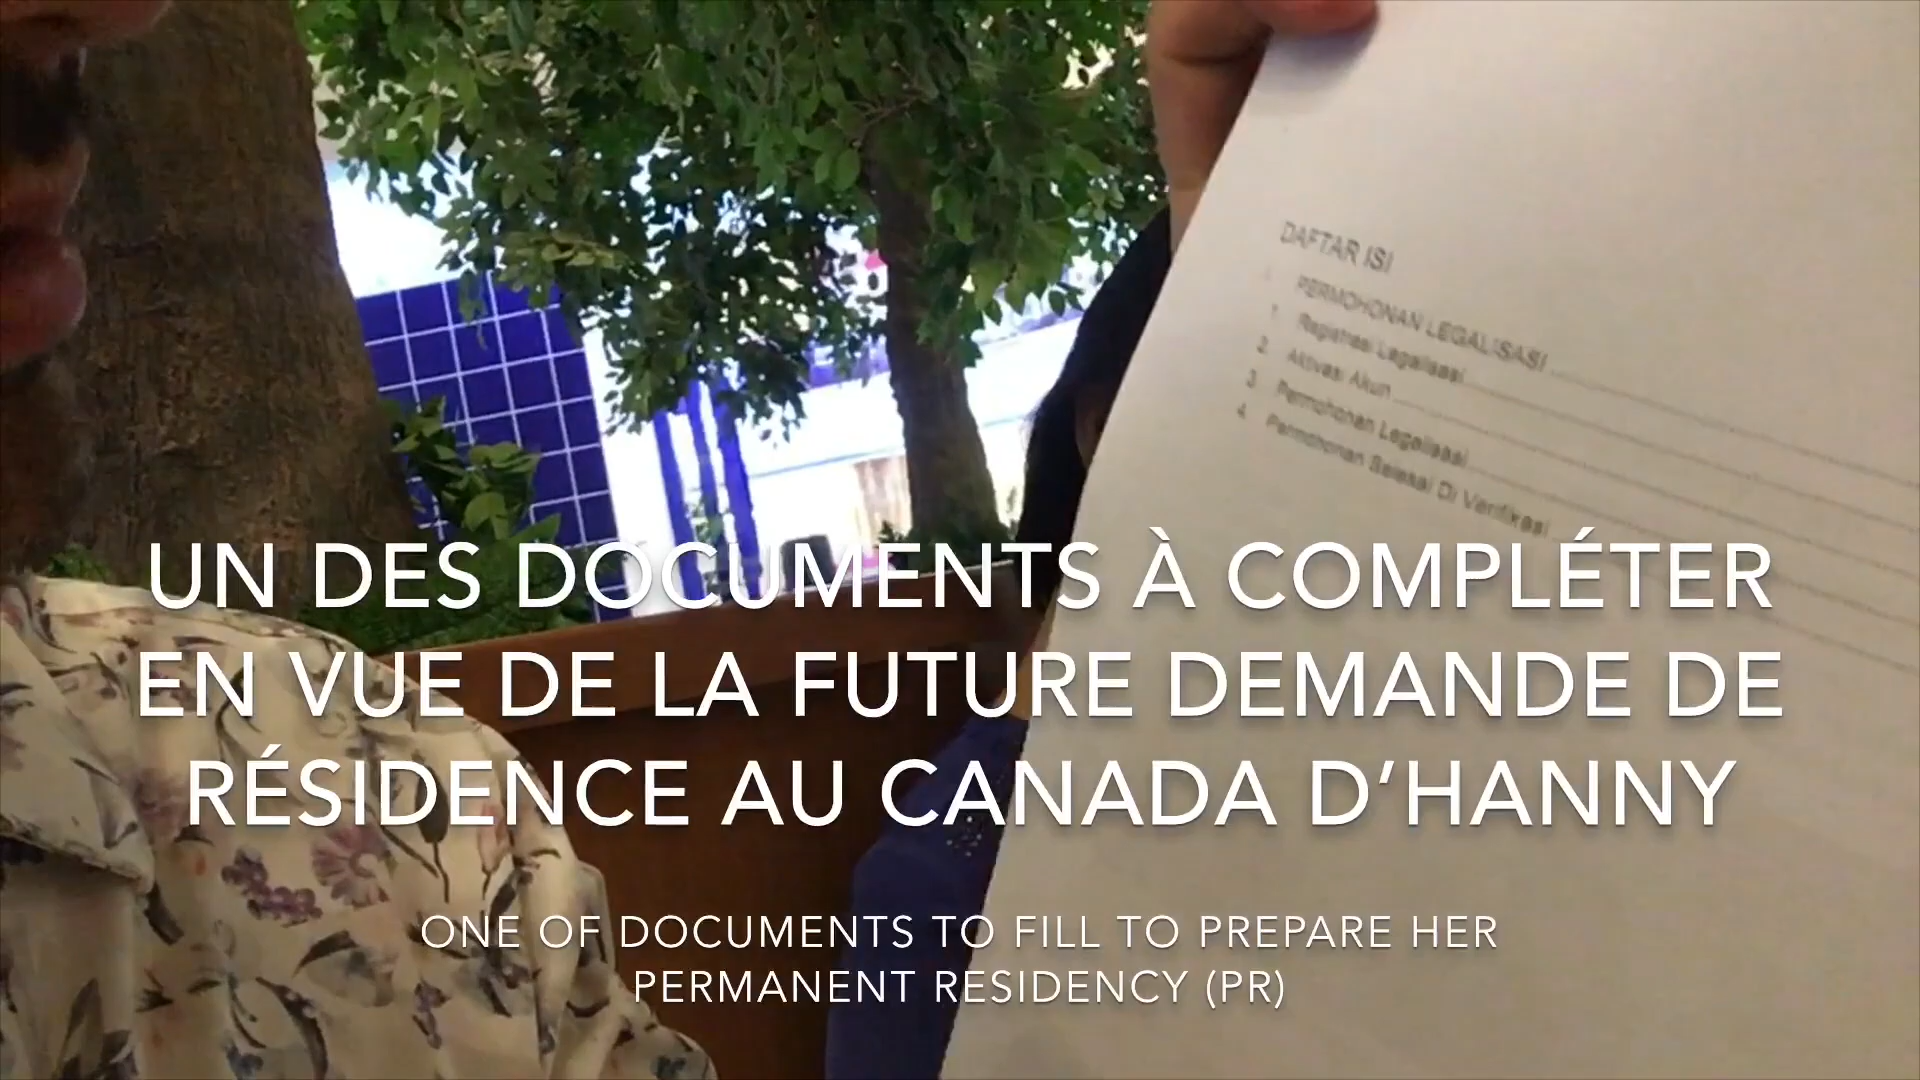 DAFTAR ISI
PERMOHONAN LEGALISASI
1. Registrasi Legalisasi
2. Aktivasi Akun
3. Permohonan Legalisasi
4. Permohonan Selesai Di Verifikasi
UN DES DOCUMENTS À COMPLÉTER
EN VUE DE LA FUTURE DEMANDE DE
RÉSIDENCE AU CANADA D’HANNY
ONE OF DOCUMENTS TO FILL TO PREPARE HER
PERMANENT RESIDENCY (PR)